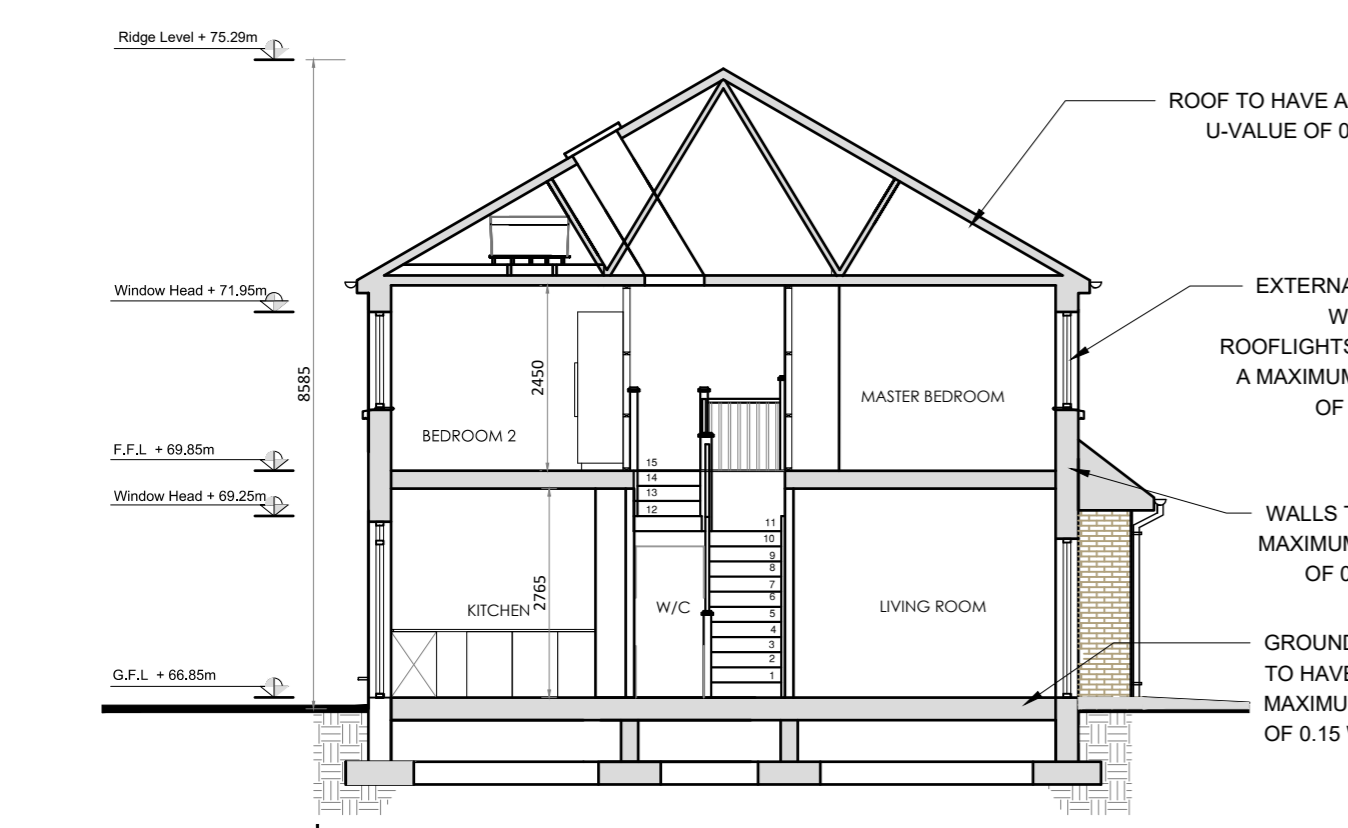 Ridge Level + 75.29m
ROOF TO HAVE A
U-VALUE OF 0
Window Head + 71.95m
EXTERNA
W
ROOFLIGHTS
A MAXIMUM
OF
8585
2450
MASTER BEDROOM
BEDROOM 2
F.F.L + 69.85m
15
14
13
12
Window Head + 69.25m
WALLS T
MAXIMUM
OF 0
11
10
9
8
7
6
5
4
3
2
1
2765
KITCHEN
W/C
LIVING ROOM
G.F.L + 66.85m
GROUND
TO HAVE
MAXIMU
OF 0.15